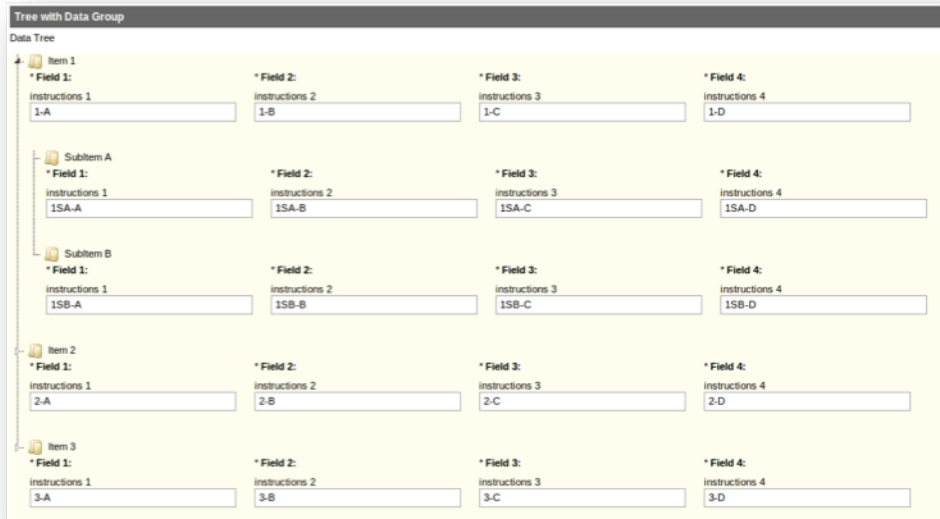 Tree with Data Group
Data Tree
Item 1
* Field 1: * Field 2: * Field 3: * Field 4:
instructions 1 instructions 2 instructions 3 instructions 4
1-A 1-B 1-C 1-D
SubItem A
* Field 1: * Field 2: * Field 3: * Field 4:
instructions 1 instructions 2 instructions 3 instructions 4
1SA-A 1SA-B 1SA-C 1SA-D
SubItem B
* Field 1: * Field 2: * Field 3: * Field 4:
instructions 1 instructions 2 instructions 3 instructions 4
1SB-A 1SB-B 1SB-C 1SB-D
Item 2
* Field 1: * Field 2: * Field 3: * Field 4:
instructions 1 instructions 2 instructions 3 instructions 4
2-A 2-B 2-C 2-D
Item 3
* Field 1: * Field 2: * Field 3: * Field 4:
instructions 1 instructions 2 instructions 3 instructions 4
3-A 3-B 3-C 3-D